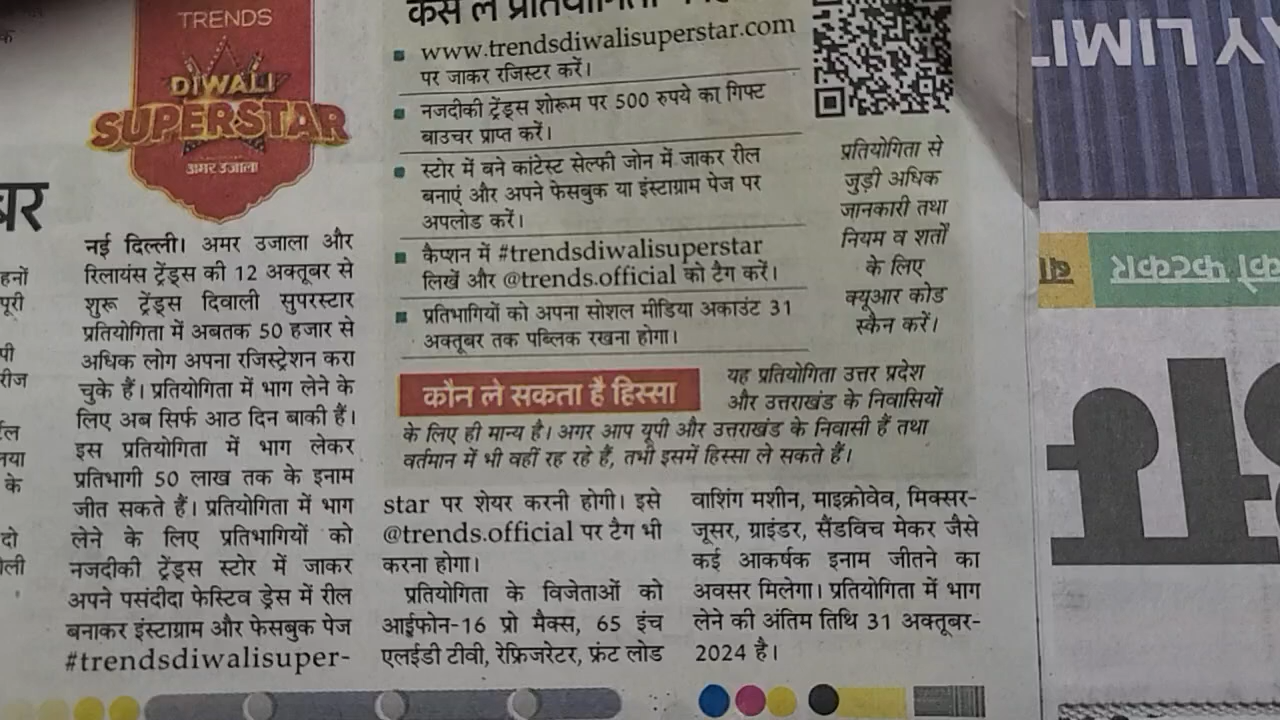 TRENDS
DIWALI
SUPERSTAR
अमर उजाला
नई दिल्ली। अमर उजाला और
रिलायंस ट्रेंड्स की 12 अक्तूबर से
शुरू ट्रेंड्स दिवाली सुपरस्टार
प्रतियोगिता में अबतक 50 हजार से
अधिक लोग अपना रजिस्ट्रेशन करा
चुके हैं। प्रतियोगिता में भाग लेने के
लिए अब सिर्फ आठ दिन बाकी हैं।
इस प्रतियोगिता में भाग लेकर
प्रतिभागी 50 लाख तक के इनाम
जीत सकते हैं। प्रतियोगिता में भाग
लेने के लिए प्रतिभागियों को
नजदीकी ट्रेंड्स स्टोर में जाकर
अपने पसंदीदा फेस्टिव ड्रेस में रील
बनाकर इंस्टाग्राम और फेसबुक पेज
#trendsdiwalisuper-
कैसे लें प्रतियोगिता
www.trendsdiwalisuperstar.com
पर जाकर रजिस्टर करें।
नजदीकी ट्रेंड्स शोरूम पर 500 रुपये का गिफ्ट
बाउचर प्राप्त करें।
स्टोर में बने कांटेस्ट सेल्फी जोन में जाकर रील
बनाएं और अपने फेसबुक या इंस्टाग्राम पेज पर
अपलोड करें।
कैप्शन में #trendsdiwalisuperstar
लिखें और @trends.official को टैग करें।
प्रतिभागियों को अपना सोशल मीडिया अकाउंट 31
अक्तूबर तक पब्लिक रखना होगा।
प्रतियोगिता से
जुड़ी अधिक
जानकारी तथा
नियम व शर्तों
के लिए
क्यूआर कोड
स्कैन करें।
कौन ले सकता है हिस्सा
यह प्रतियोगिता उत्तर प्रदेश
और उत्तराखंड के निवासियों
के लिए ही मान्य है। अगर आप यूपी और उत्तराखंड के निवासी हैं तथा
वर्तमान में भी वहीं रह रहे हैं, तभी इसमें हिस्सा ले सकते हैं।
star पर शेयर करनी होगी। इसे
@trends.official पर टैग भी
करना होगा।
प्रतियोगिता के विजेताओं को
आईफोन-16 प्रो मैक्स, 65 इंच
एलईडी टीवी, रेफ्रिजरेटर, फ्रंट लोड
वाशिंग मशीन, माइक्रोवेव, मिक्सर-
जूसर, ग्राइंडर, सैंडविच मेकर जैसे
कई आकर्षक इनाम जीतने का
अवसर मिलेगा। प्रतियोगिता में भाग
लेने की अंतिम तिथि 31 अक्तूबर-
2024 है।